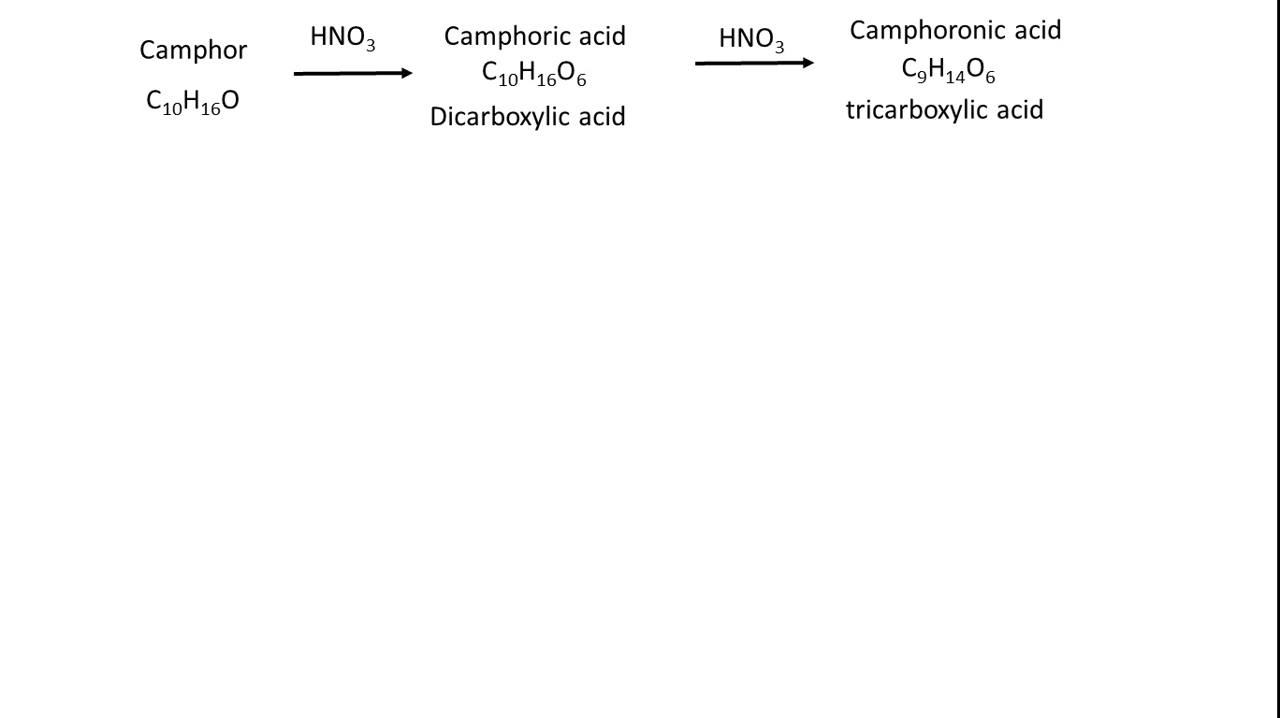 Camphor
C₁₀H₁₆O
HNO₃
Camphoric acid
C₁₀H₁₆O₆
Dicarboxylic acid
HNO₃
Camphoronic acid
C₉H₁₄O₆
tricarboxylic acid